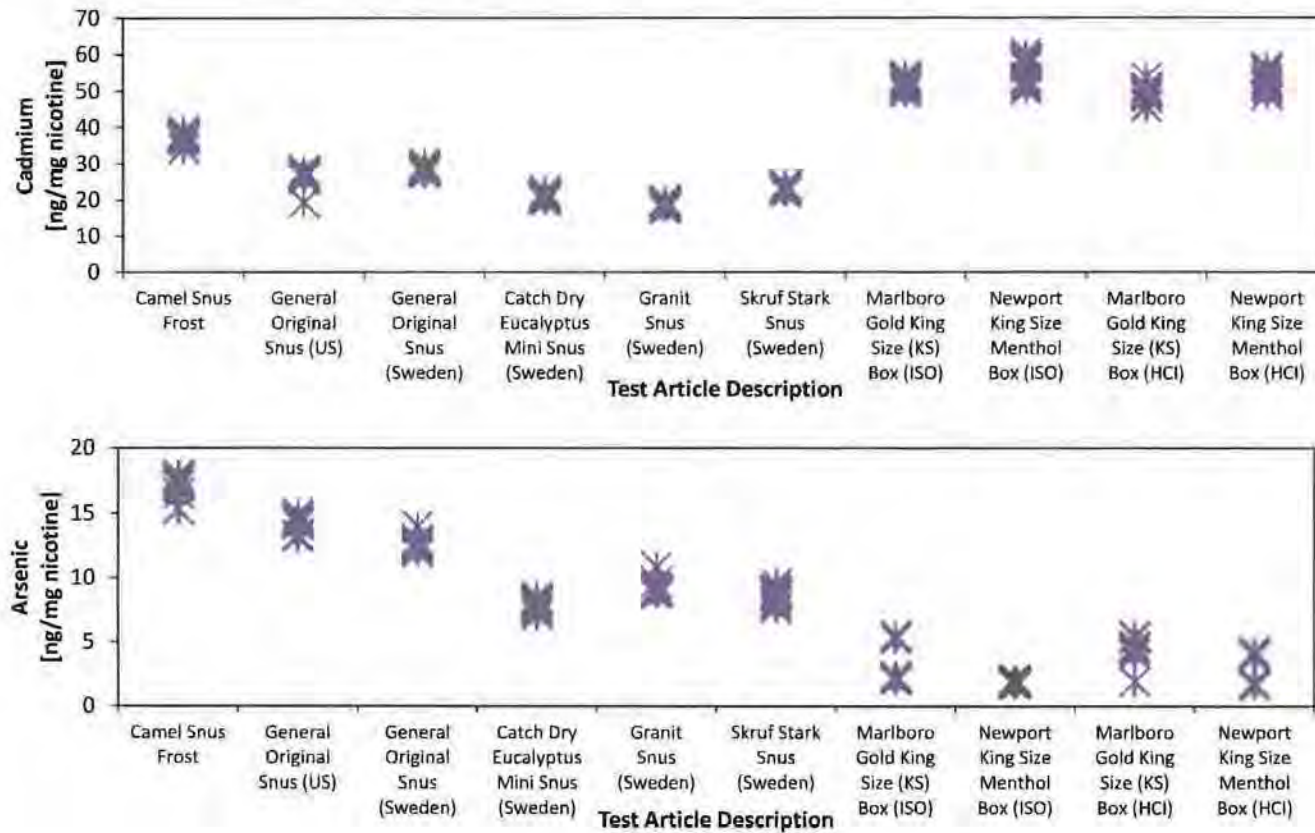 70
60
50
40
30
20
10
0
Cadmium
[ng/mg nicotine]
Camel Snus
Frost
General
Original
Snus (US)
General
Original
Snus
(Sweden)
Catch Dry
Eucalyptus
Mini Snus
(Sweden)
Granit
Snus
(Sweden)
Skruf Stark
Snus
(Sweden)
Marlboro
Gold King
Size (KS)
Box (ISO)
Newport
King Size
Menthol
Box (ISO)
Marlboro
Gold King
Size (KS)
Box (HCI)
Newport
King Size
Menthol
Box (HCI)
Test Article Description
20
15
10
5
0
Arsenic
[ng/mg nicotine]
Camel Snus
Frost
General
Original
Snus (US)
General
Original
Snus
(Sweden)
Catch Dry
Eucalyptus
Mini Snus
(Sweden)
Granit
Snus
(Sweden)
Skruf Stark
Snus
(Sweden)
Marlboro
Gold King
Size (KS)
Box (ISO)
Newport
King Size
Menthol
Box (ISO)
Marlboro
Gold King
Size (KS)
Box (HCI)
Newport
King Size
Menthol
Box (HCI)
Test Article Description